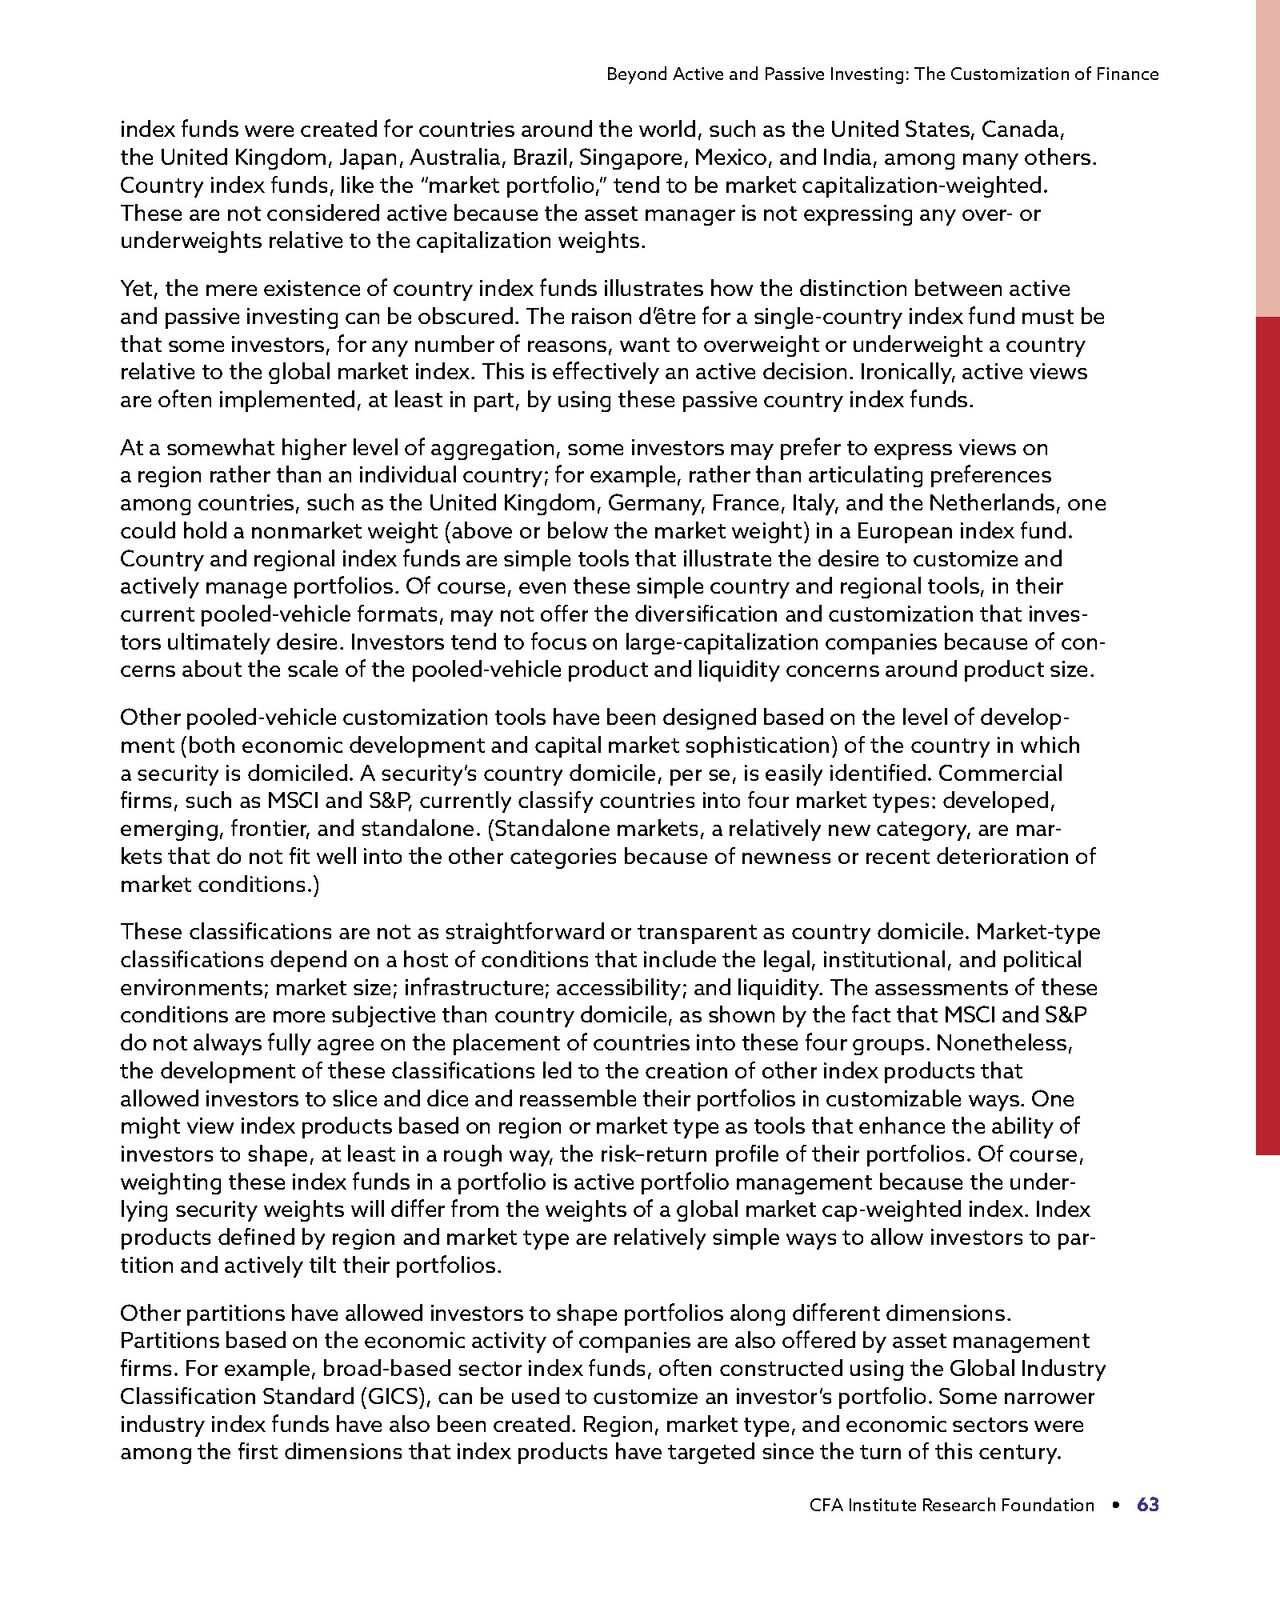 Beyond Active and Passive Investing: The Customization of Finance
index funds were created for countries around the world, such as the United States, Canada,
the United Kingdom, Japan, Australia, Brazil, Singapore, Mexico, and India, among many others.
Country index funds, like the “market portfolio,” tend to be market capitalization-weighted.
These are not considered active because the asset manager is not expressing any over- or
underweights relative to the capitalization weights.
Yet, the mere existence of country index funds illustrates how the distinction between active
and passive investing can be obscured. The raison d’être for a single-country index fund must be
that some investors, for any number of reasons, want to overweight or underweight a country
relative to the global market index. This is effectively an active decision. Ironically, active views
are often implemented, at least in part, by using these passive country index funds.
At a somewhat higher level of aggregation, some investors may prefer to express views on
a region rather than an individual country; for example, rather than articulating preferences
among countries, such as the United Kingdom, Germany, France, Italy, and the Netherlands, one
could hold a nonmarket weight (above or below the market weight) in a European index fund.
Country and regional index funds are simple tools that illustrate the desire to customize and
actively manage portfolios. Of course, even these simple country and regional tools, in their
current pooled-vehicle formats, may not offer the diversification and customization that inves-
tors ultimately desire. Investors tend to focus on large-capitalization companies because of con-
cerns about the scale of the pooled-vehicle product and liquidity concerns around product size.
Other pooled-vehicle customization tools have been designed based on the level of develop-
ment (both economic development and capital market sophistication) of the country in which
a security is domiciled. A security’s country domicile, per se, is easily identified. Commercial
firms, such as MSCI and S&P, currently classify countries into four market types: developed,
emerging, frontier, and standalone. (Standalone markets, a relatively new category, are mar-
kets that do not fit well into the other categories because of newness or recent deterioration of
market conditions.)
These classifications are not as straightforward or transparent as country domicile. Market-type
classifications depend on a host of conditions that include the legal, institutional, and political
environments; market size; infrastructure; accessibility; and liquidity. The assessments of these
conditions are more subjective than country domicile, as shown by the fact that MSCI and S&P
do not always fully agree on the placement of countries into these four groups. Nonetheless,
the development of these classifications led to the creation of other index products that
allowed investors to slice and dice and reassemble their portfolios in customizable ways. One
might view index products based on region or market type as tools that enhance the ability of
investors to shape, at least in a rough way, the risk–return profile of their portfolios. Of course,
weighting these index funds in a portfolio is active portfolio management because the under-
lying security weights will differ from the weights of a global market cap-weighted index. Index
products defined by region and market type are relatively simple ways to allow investors to par-
tition and actively tilt their portfolios.
Other partitions have allowed investors to shape portfolios along different dimensions.
Partitions based on the economic activity of companies are also offered by asset management
firms. For example, broad-based sector index funds, often constructed using the Global Industry
Classification Standard (GICS), can be used to customize an investor’s portfolio. Some narrower
industry index funds have also been created. Region, market type, and economic sectors were
among the first dimensions that index products have targeted since the turn of this century.
CFA Institute Research Foundation • 63